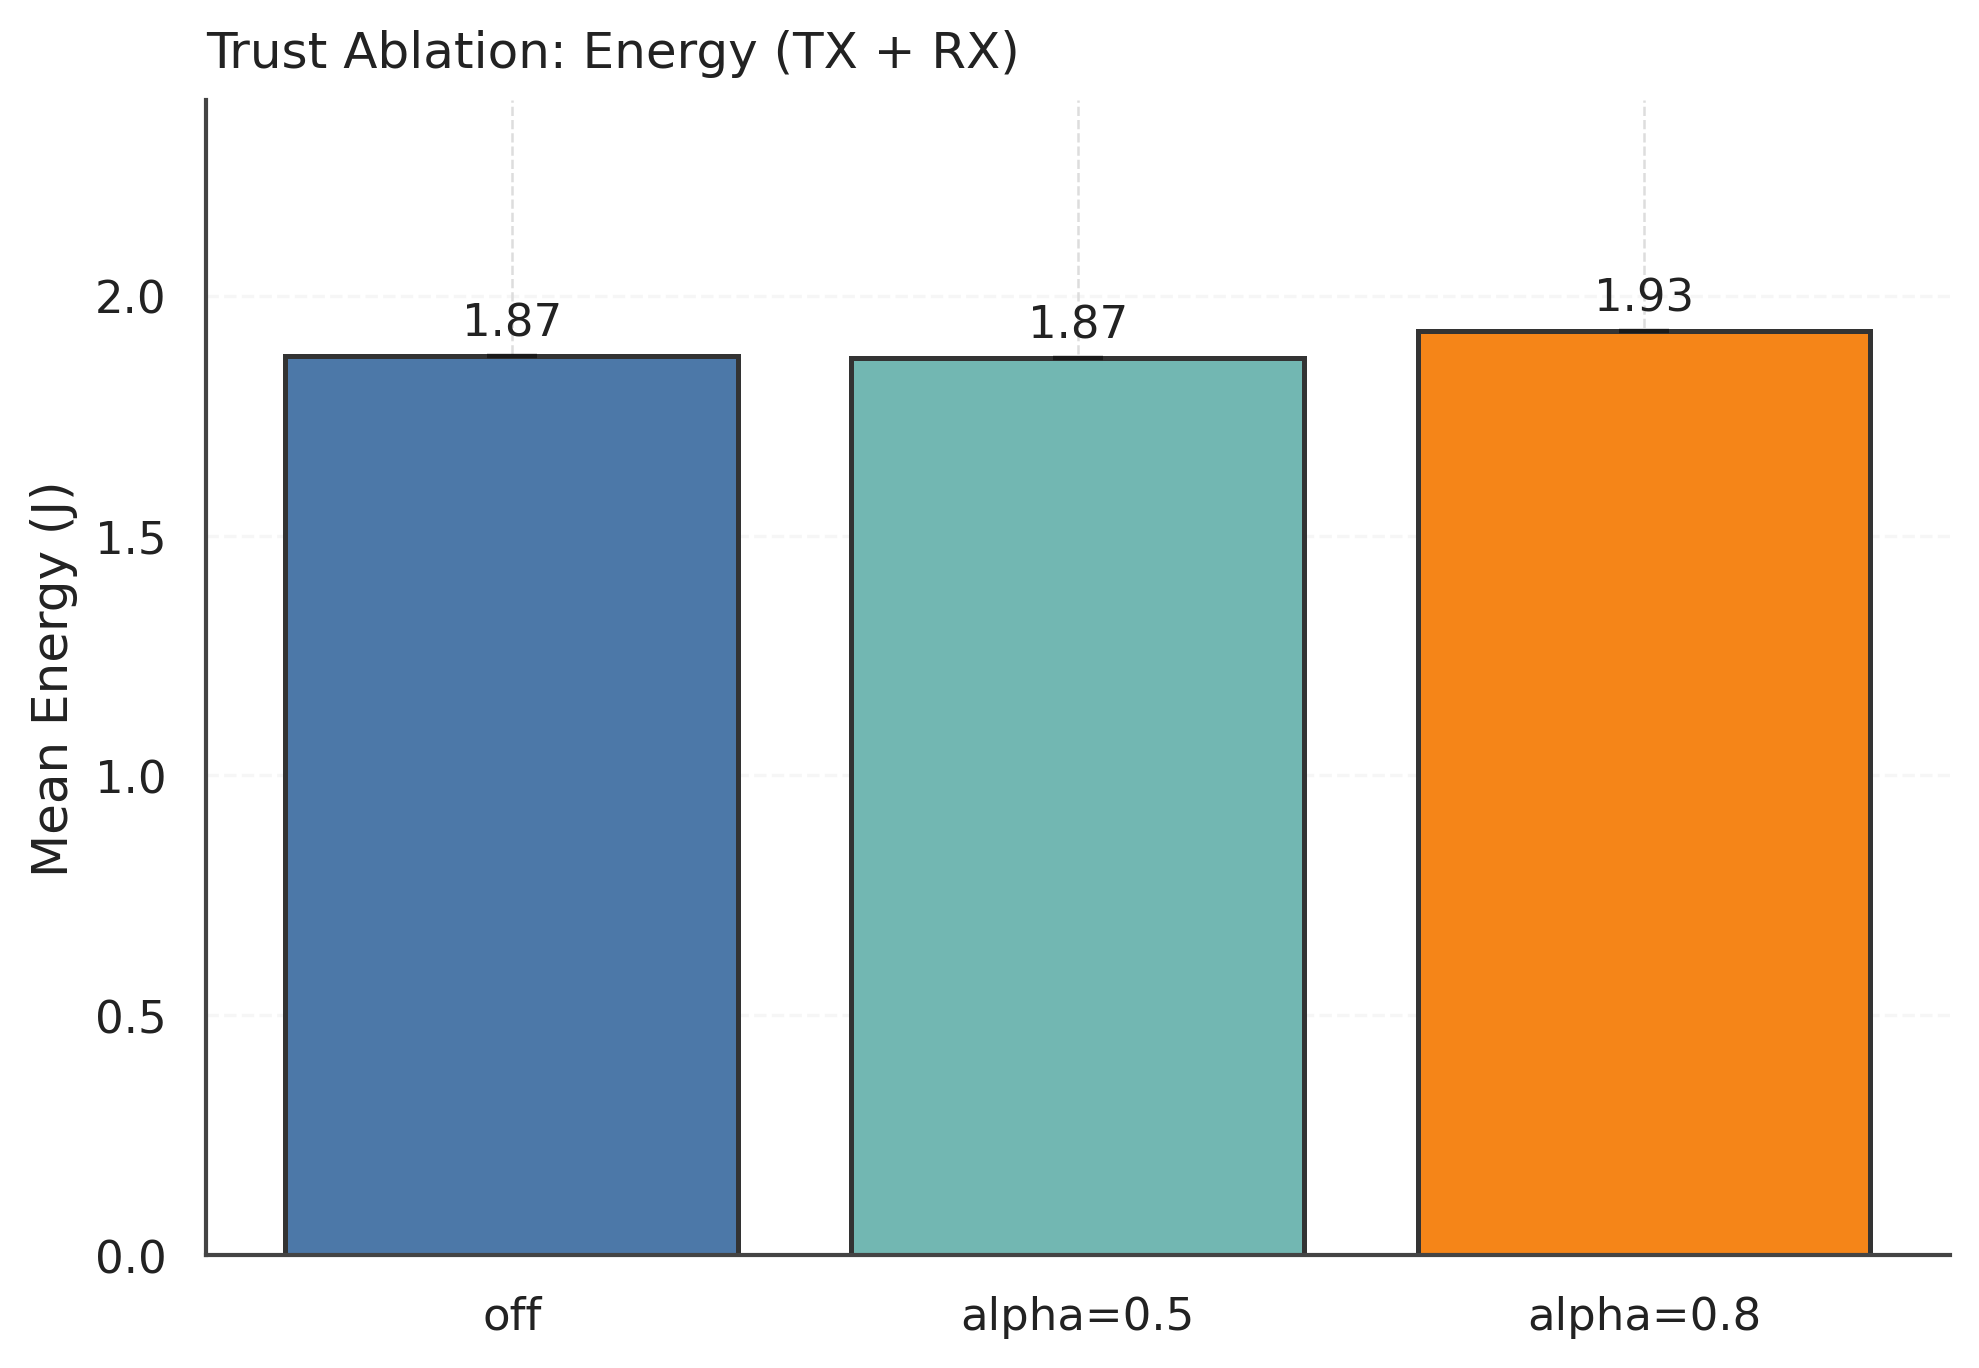 Trust Ablation: Energy (TX + RX)
Mean Energy (J)
2.0
1.5
1.0
0.5
0.0
1.87
1.87
1.93
off
alpha=0.5
alpha=0.8